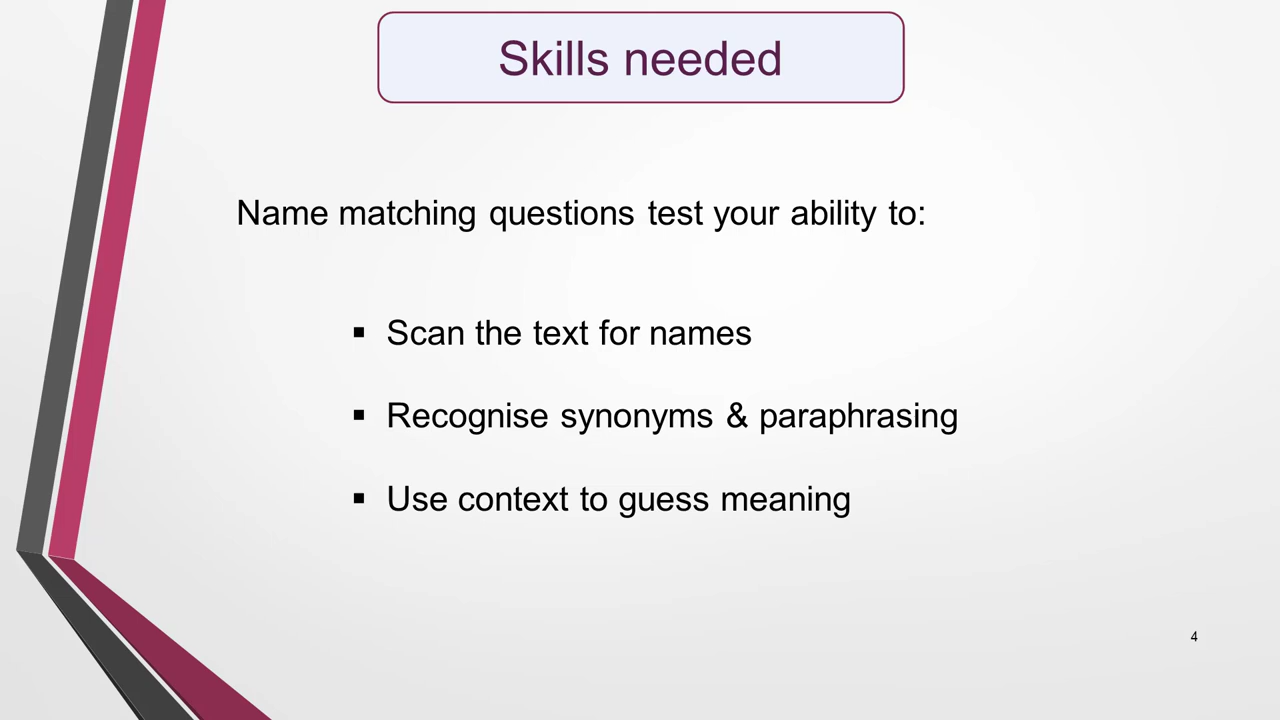 Skills needed
Name matching questions test your ability to:
▪ Scan the text for names
▪ Recognise synonyms & paraphrasing
▪ Use context to guess meaning
4